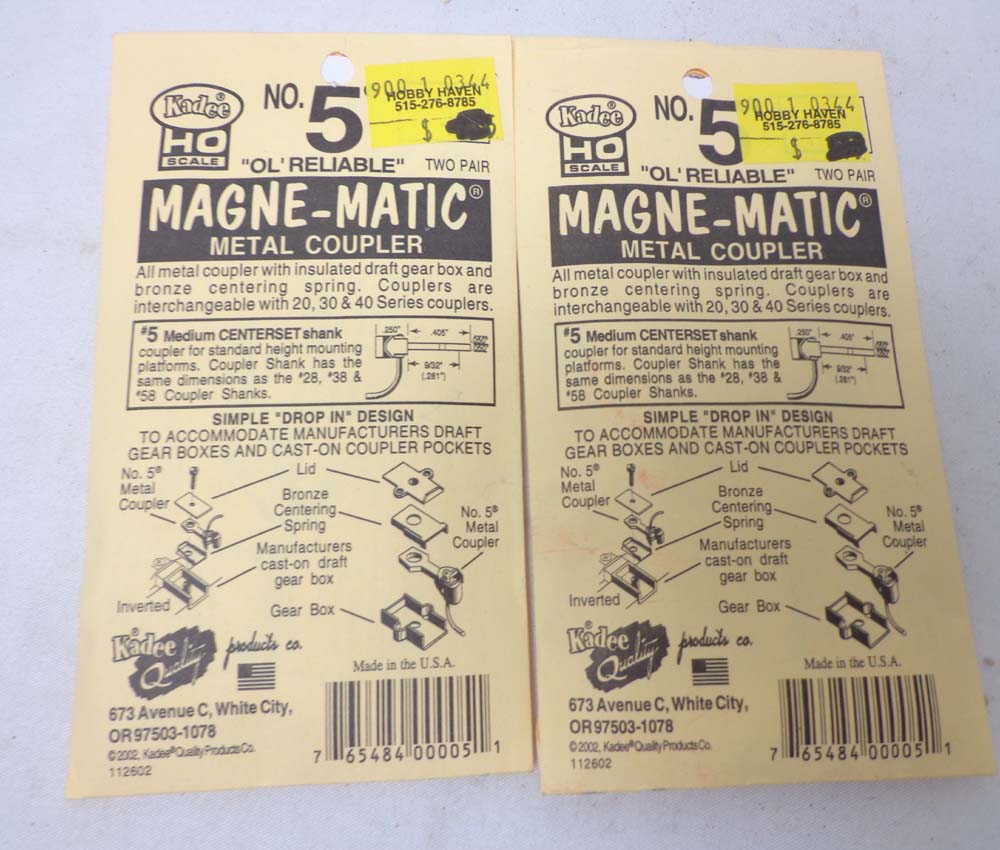 Kadee®
HO
SCALE
NO. 5
900 1 0344
HOBBY HAVEN
515-276-8785
$
"OL' RELIABLE" TWO PAIR
MAGNE-MATIC®
METAL COUPLER
All metal coupler with insulated draft gear box and
bronze centering spring. Couplers are
interchangeable with 20, 30 & 40 Series couplers.
#5 Medium CENTERSET shank
coupler for standard height mounting
platforms. Coupler Shank has the
same dimensions as the #28, #38 &
#58 Coupler Shanks.
.250" .405"
9/32"
(.281")
SIMPLE "DROP IN" DESIGN
TO ACCOMMODATE MANUFACTURERS DRAFT
GEAR BOXES AND CAST-ON COUPLER POCKETS
No. 5®
Metal
Coupler
Lid
Bronze
Centering
Spring
No. 5®
Metal
Coupler
Manufacturers
cast-on draft
gear box
Inverted
Gear Box
Kadee
Quality
products co.
Made in the U.S.A.
673 Avenue C, White City,
OR 97503-1078
©2002, Kadee® Quality Products Co.
112602
7 65484 00005 1
Kadee®
HO
SCALE
NO. 5
900 1 0344
HOBBY HAVEN
515-276-8785
$
"OL' RELIABLE" TWO PAIR
MAGNE-MATIC®
METAL COUPLER
All metal coupler with insulated draft gear box and
bronze centering spring. Couplers are
interchangeable with 20, 30 & 40 Series couplers.
#5 Medium CENTERSET shank
coupler for standard height mounting
platforms. Coupler Shank has the
same dimensions as the #28, #38 &
#58 Coupler Shanks.
.250" .405"
9/32"
(.281")
SIMPLE "DROP IN" DESIGN
TO ACCOMMODATE MANUFACTURERS DRAFT
GEAR BOXES AND CAST-ON COUPLER POCKETS
No. 5®
Metal
Coupler
Lid
Bronze
Centering
Spring
No. 5®
Metal
Coupler
Manufacturers
cast-on draft
gear box
Inverted
Gear Box
Kadee
Quality
products co.
Made in the U.S.A.
673 Avenue C, White City,
OR 97503-1078
©2002, Kadee® Quality Products Co.
112602
7 65484 00005 1